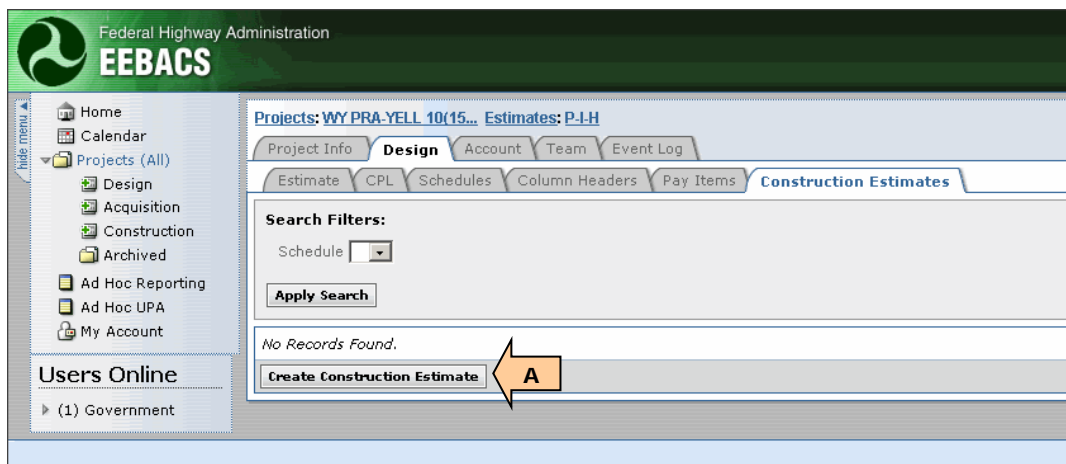 Federal Highway Administration
EEBACS
hide menu
Home
Calendar
Projects (All)
Design
Acquisition
Construction
Archived
Ad Hoc Reporting
Ad Hoc UPA
My Account
Users Online
(1) Government
Projects: WY PRA-YELL 10(15... Estimates: P-I-H
Project Info Design Account Team Event Log
Estimate CPL Schedules Column Headers Pay Items Construction Estimates
Search Filters:
Schedule
Apply Search
No Records Found.
Create Construction Estimate
A